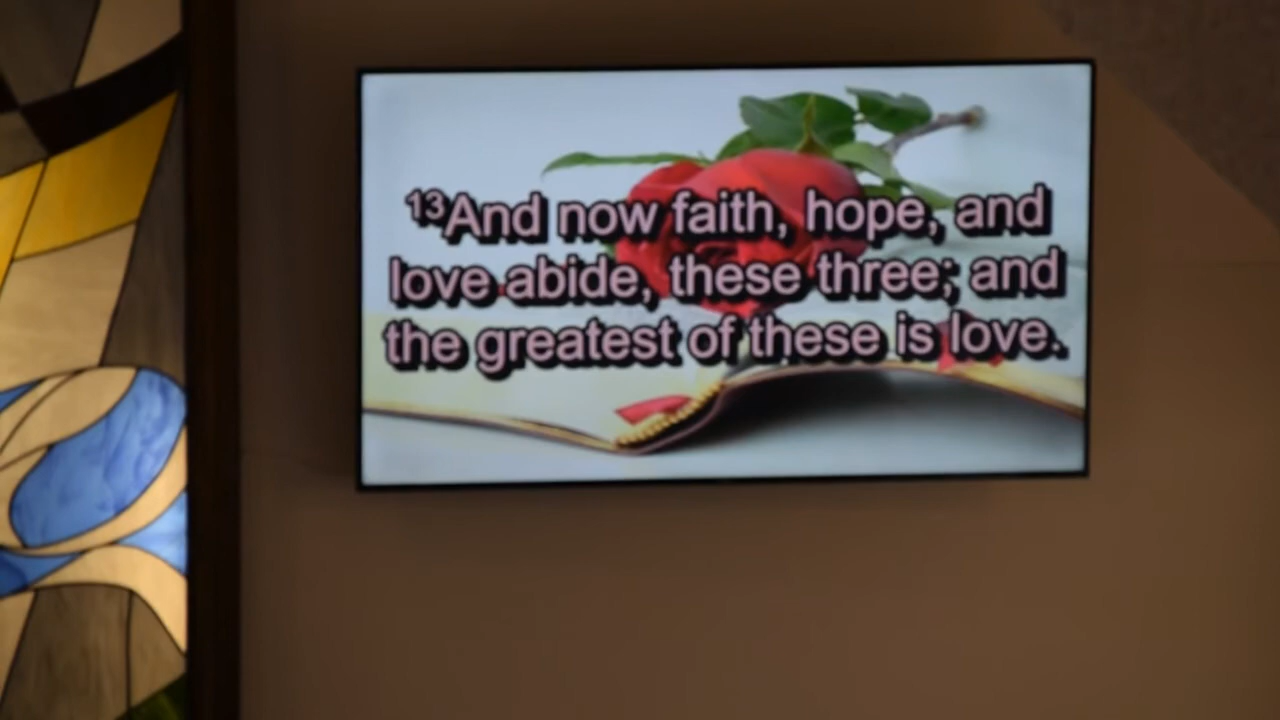 ¹³And now faith, hope, and
love abide, these three; and
the greatest of these is love.